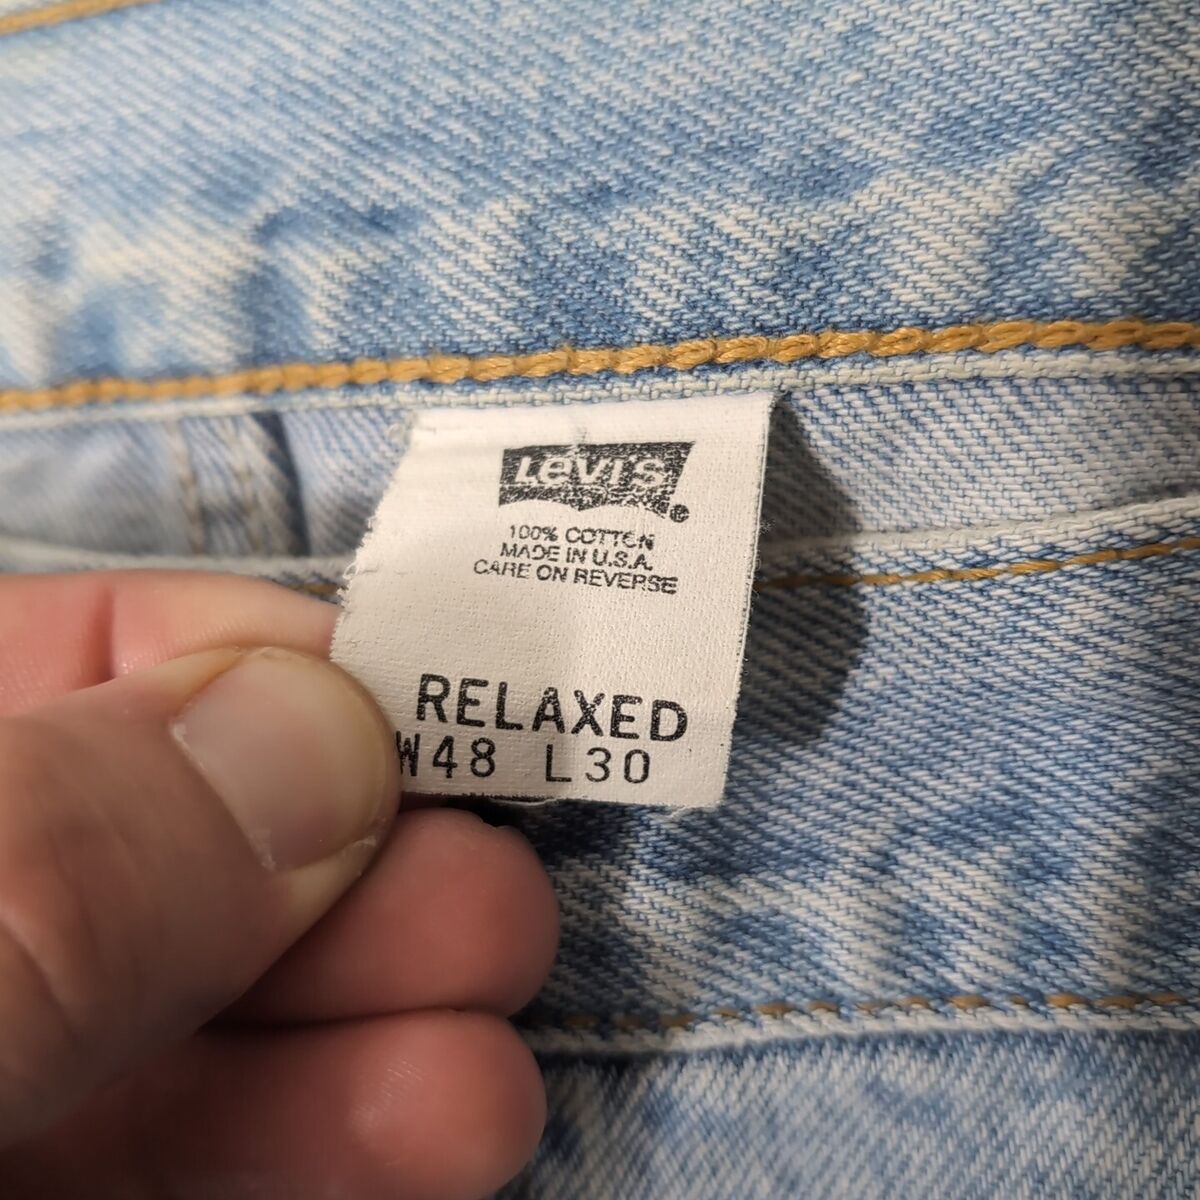 LEVI'S
100% COTTON
MADE IN U.S.A.
CARE ON REVERSE
RELAXED
W48 L30